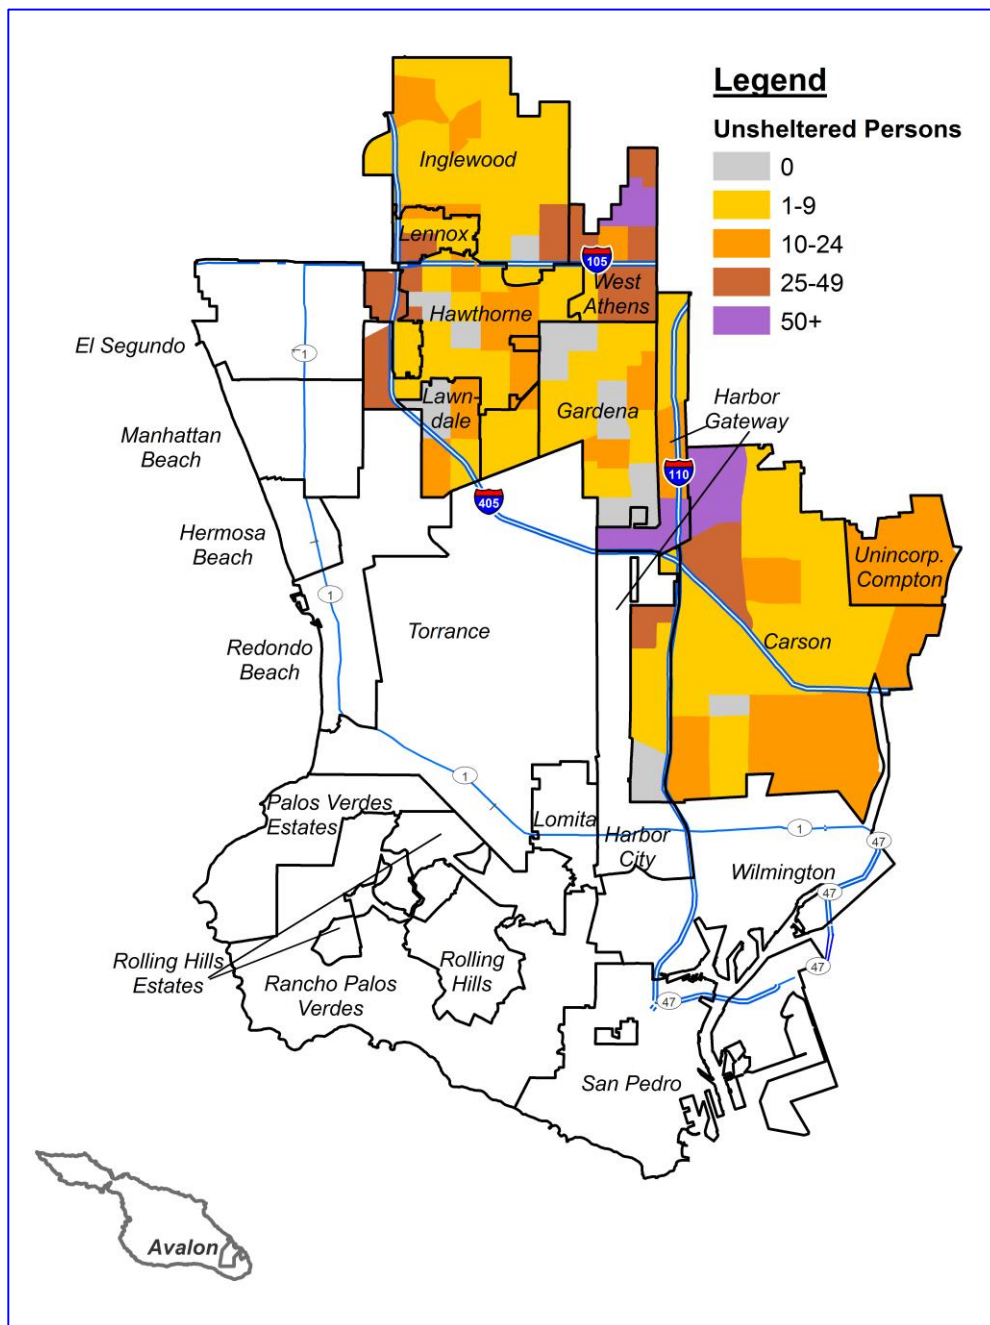 Legend
Unsheltered Persons
0
1-9
10-24
25-49
50+
Inglewood
Lennox
105
West
Athens
Hawthorne
El Segundo
1
Lawn-
dale
Gardena
Harbor
Gateway
Manhattan
Beach
110
405
Hermosa
Beach
Unincorp.
Compton
1
Torrance
Redondo
Beach
Carson
1
Palos Verdes
Estates
Lomita
Harbor
City
1
47
Wilmington
47
Rolling Hills
Estates
Rancho Palos
Verdes
Rolling
Hills
47
47
San Pedro
Avalon